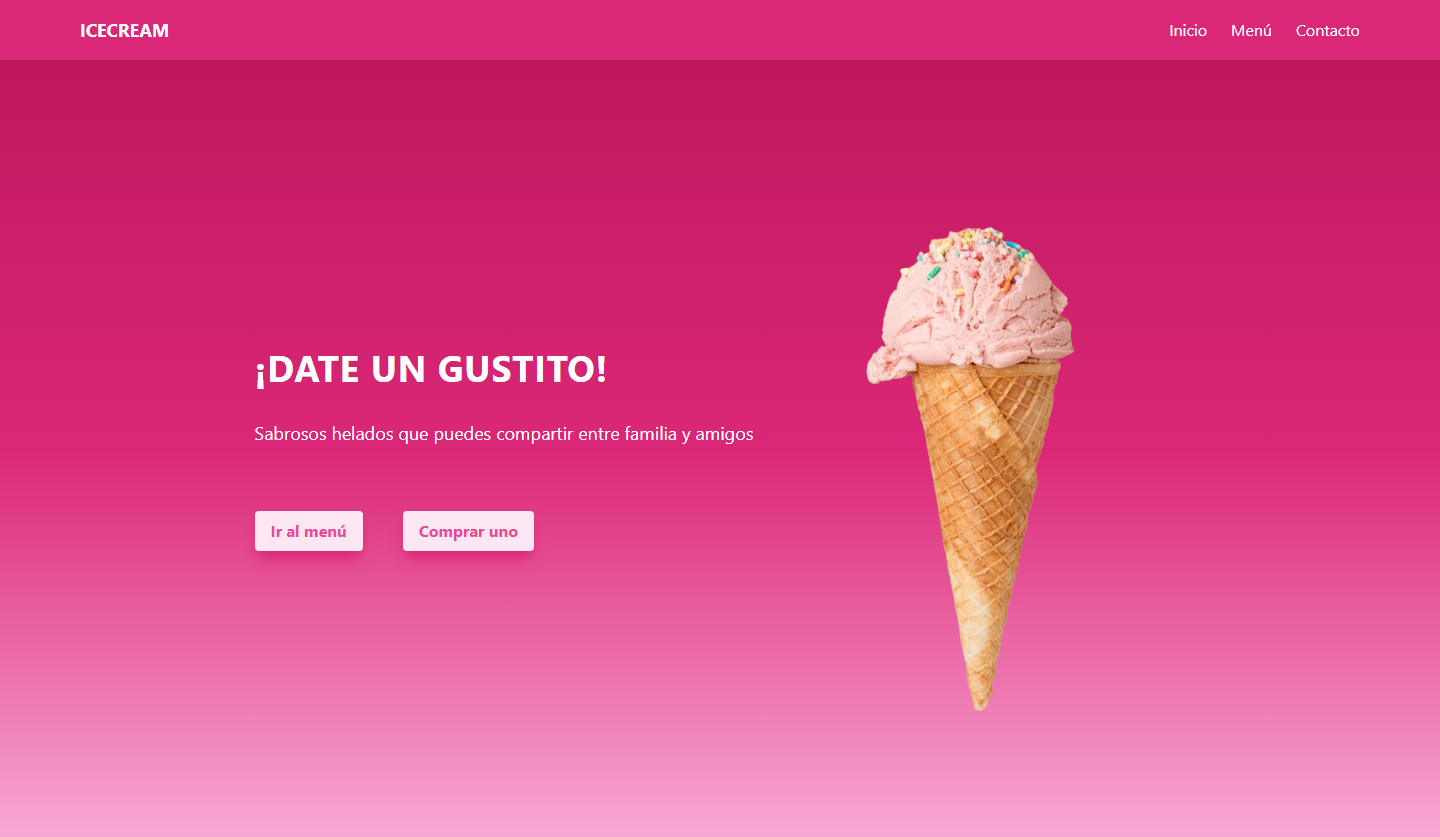 ICECREAM
Inicio Menú Contacto
¡DATE UN GUSTITO!
Sabrosos helados que puedes compartir entre familia y amigos
Ir al menú Comprar uno